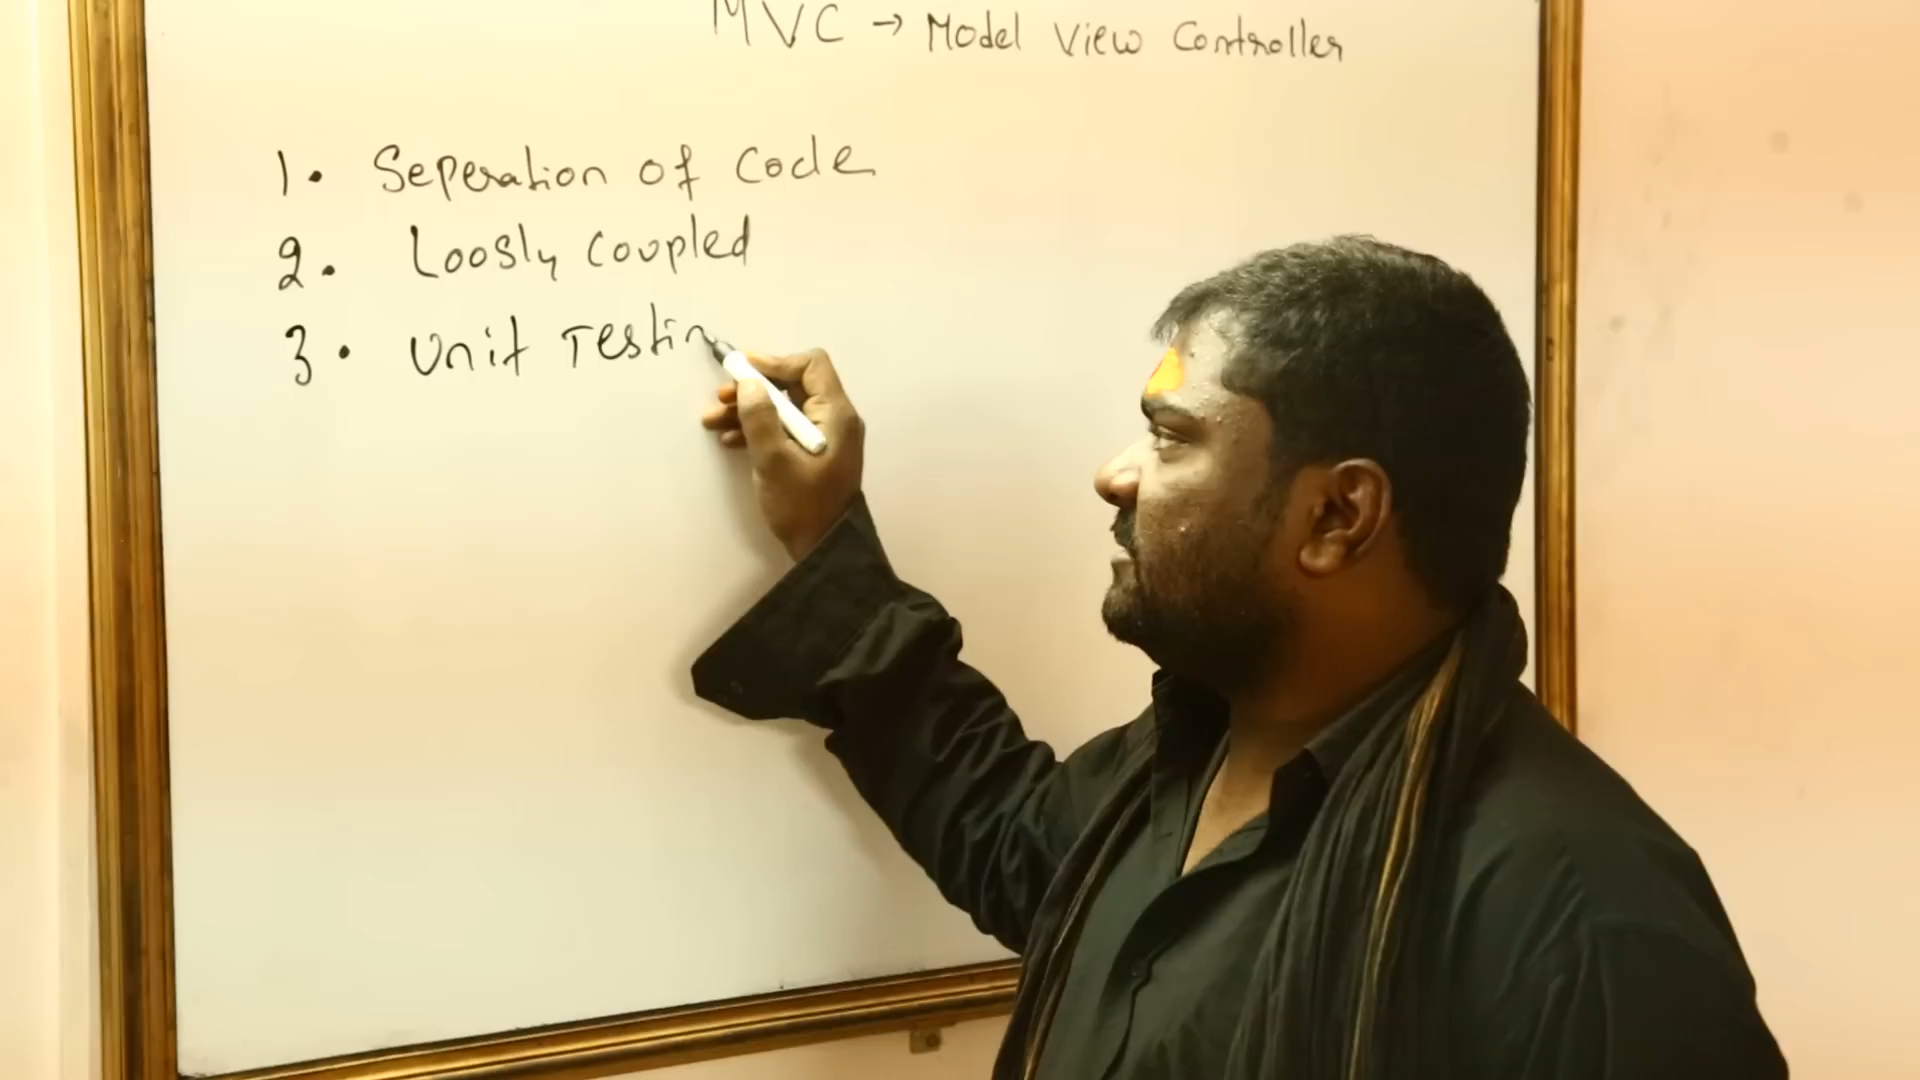 MVC → Model View Controller
1. Seperation of Code
2. Loosly Coupled
3. Unit Testin